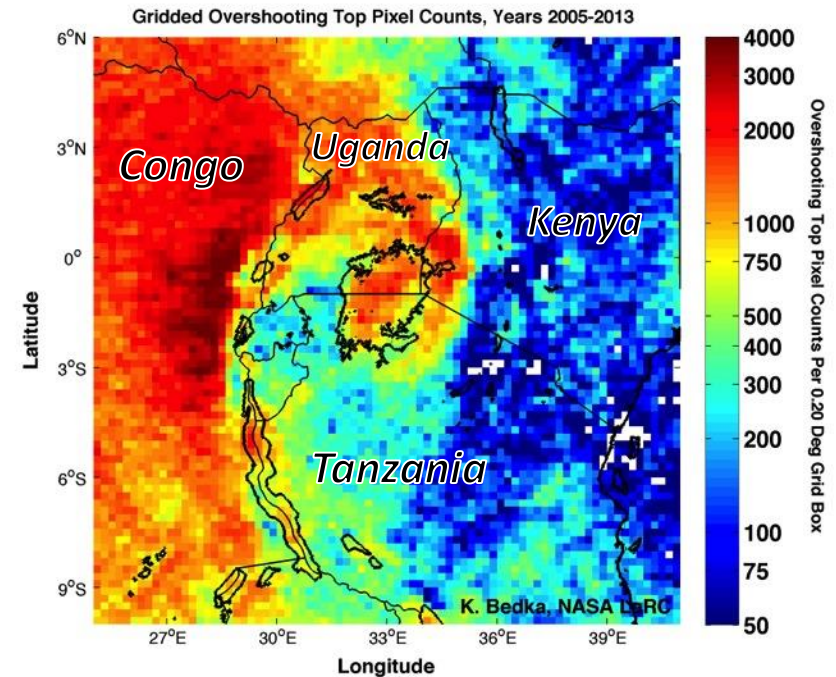 Gridded Overshooting Top Pixel Counts, Years 2005-2013
6°N
3°N
0°
3°S
6°S
9°S
Latitude
Congo
Uganda
Kenya
Tanzania
K. Bedka, NASA LaRC
27°E
30°E
33°E
36°E
39°E
Longitude
4000
3000
2000
1000
750
500
400
300
200
100
75
50
Overshooting Top Pixel Counts Per 0.20 Deg Grid Box